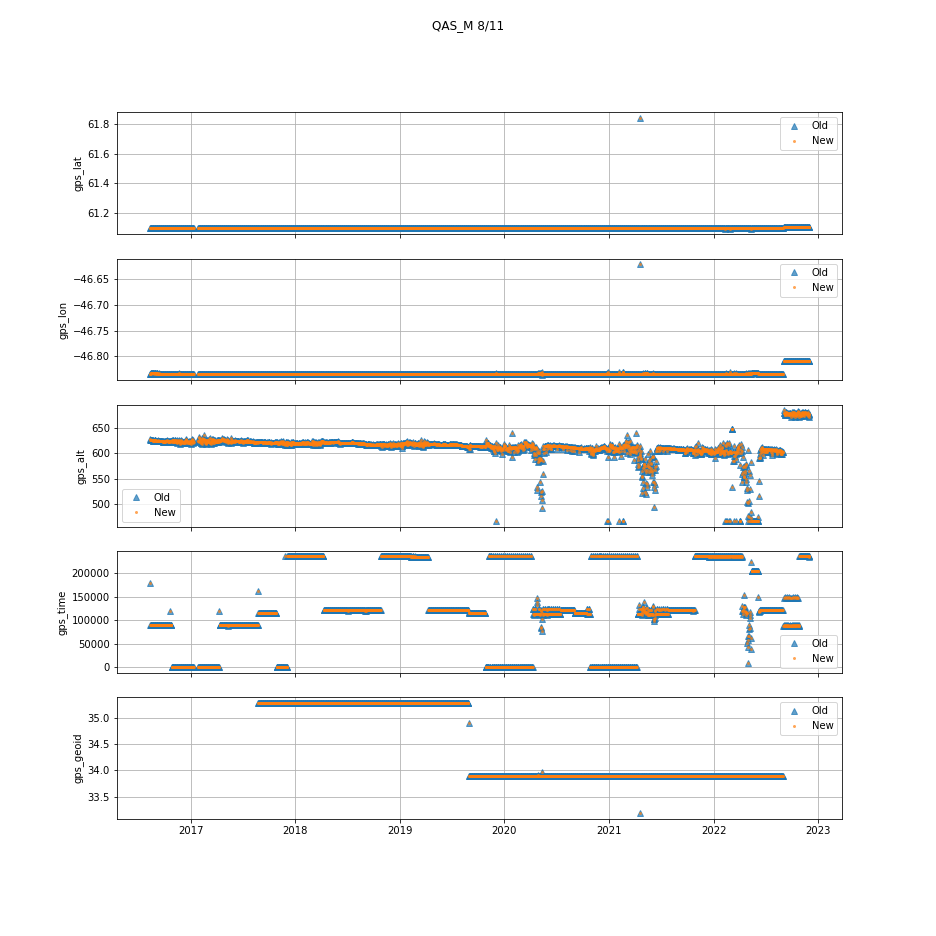 QAS_M 8/11
gps_lat
61.8
61.6
61.4
61.2
Old
New
gps_lon
−46.65
−46.70
−46.75
−46.80
Old
New
gps_alt
650
600
550
500
Old
New
gps_time
200000
150000
100000
50000
0
Old
New
gps_geoid
35.0
34.5
34.0
33.5
Old
New
2017 2018 2019 2020 2021 2022 2023